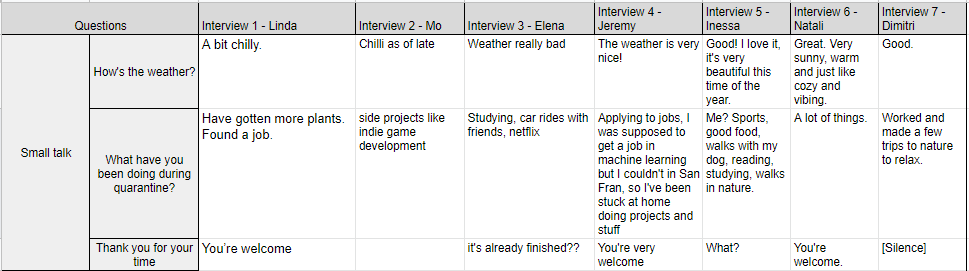 Questions
Interview 1 - Linda
Interview 2 - Mo
Interview 3 - Elena
Interview 4 -
Jeremy
Interview 5 -
Inessa
Interview 6 -
Natali
Interview 7 -
Dimitri
Small talk
How's the weather?
A bit chilly.
Chilli as of late
Weather really bad
The weather is very
nice!
Good! I love it,
it's very
beautiful this
time of the
year.
Great. Very
sunny, warm
and just like
cozy and
vibing.
Good.
What have you
been doing during
quarantine?
Have gotten more plants.
Found a job.
side projects like
indie game
development
Studying, car rides with
friends, netflix
Applying to jobs, I
was supposed to
get a job in
machine learning
but I couldn't in San
Fran, so I've been
stuck at home
doing projects and
stuff
Me? Sports,
good food,
walks with my
dog, reading,
studying, walks
in nature.
A lot of things.
Worked and
made a few
trips to nature
to relax.
Thank you for your
time
You're welcome
it's already finished??
You're very
welcome
What?
You're
welcome.
[Silence]